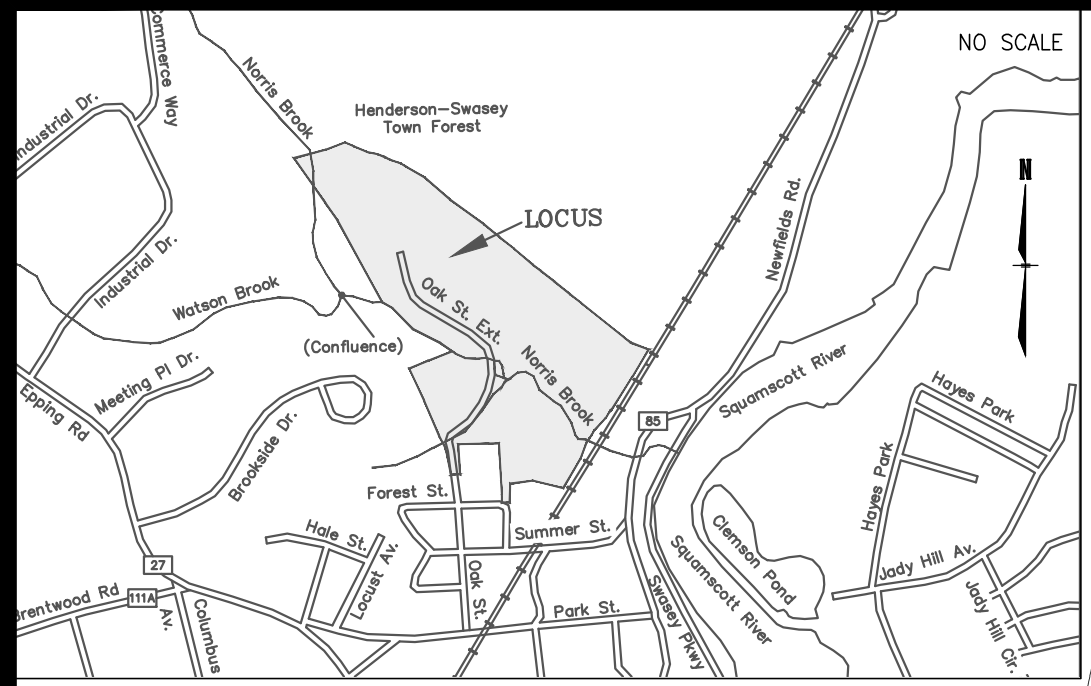 NO SCALE
Commerce Way
Norris Brook
Henderson-Swasey
Town Forest
Industrial Dr.
N
LOCUS
Newfields Rd.
Industrial Dr.
Watson Brook
Oak St. Ext.
(Confluence)
Norris Brook
Squamscott River
Meeting Pl Dr.
Epping Rd
Brookside Dr.
85
Hayes Park
Hayes Park
Forest St.
Hale St.
Locust Av.
Summer St.
Clemson Pond
Squamscott River
Jady Hill Av.
27
Brentwood Rd
111A
Av.
Columbus
Oak St.
Park St.
Swasey Pkwy
Jady Hill Cir.